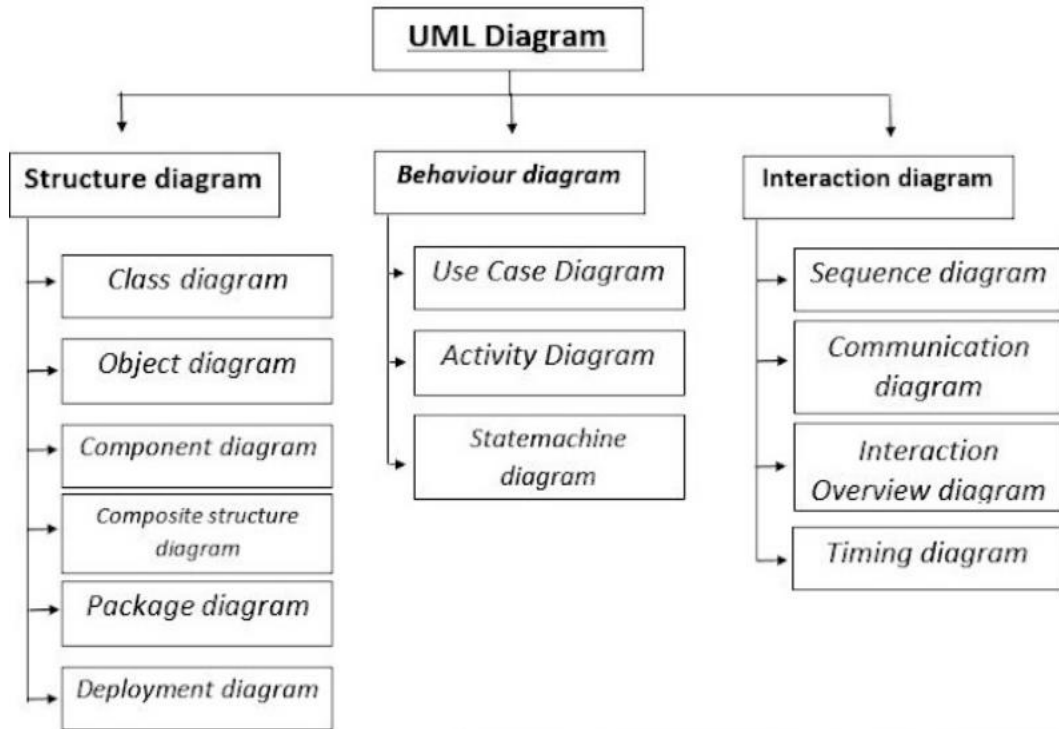 UML Diagram
Structure diagram
Behaviour diagram
Interaction diagram
Class diagram
Object diagram
Component diagram
Composite structure
diagram
Package diagram
Deployment diagram
Use Case Diagram
Activity Diagram
Statemachine
diagram
Sequence diagram
Communication
diagram
Interaction
Overview diagram
Timing diagram